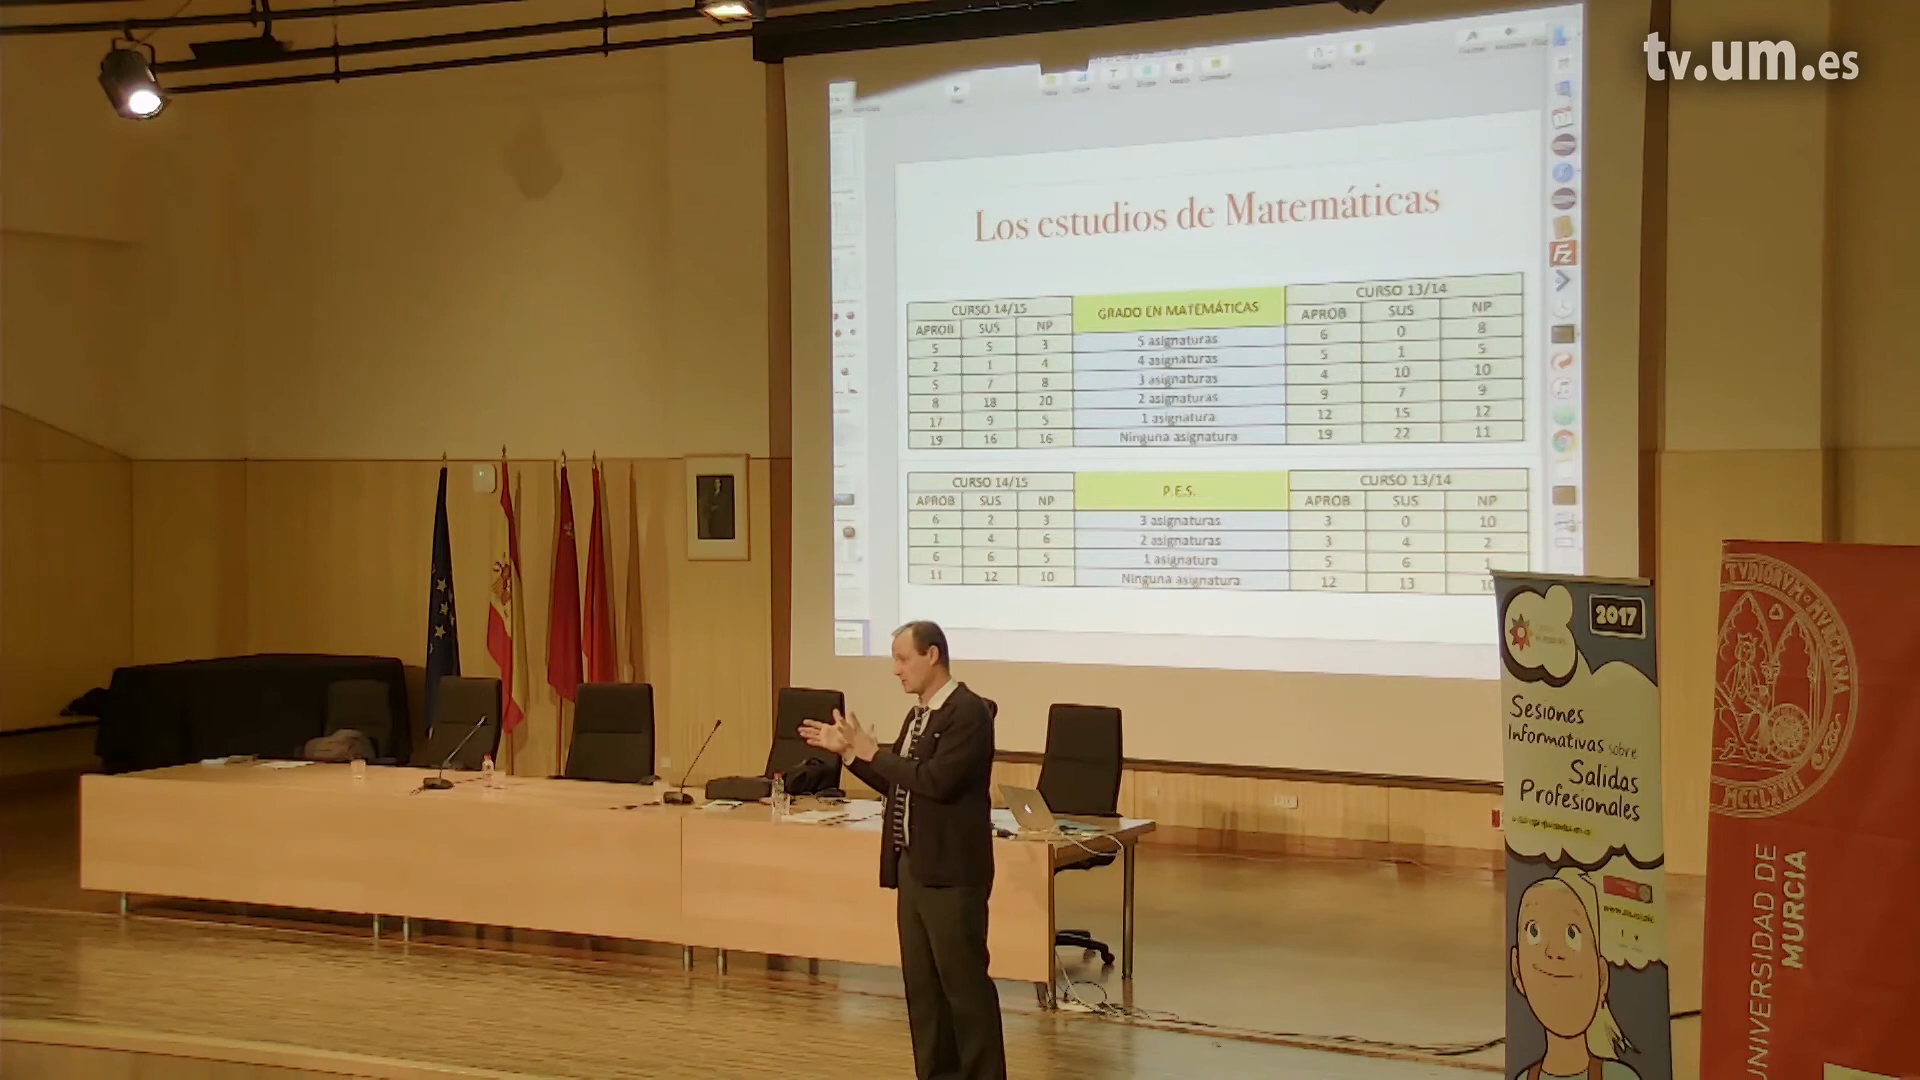 tv.um.es
Los estudios de Matemáticas
CURSO 14/15 GRADO EN MATEMÁTICAS CURSO 13/14
APROB SUS NP APROB SUS NP
5 5 3 5 asignaturas 6 0 8
2 1 4 4 asignaturas 5 1 5
5 7 8 3 asignaturas 4 10 10
8 18 20 2 asignaturas 9 7 9
17 9 5 1 asignatura 12 15 12
19 16 16 Ninguna asignatura 19 22 11
CURSO 14/15 P.E.S. CURSO 13/14
APROB SUS NP APROB SUS NP
6 2 3 3 asignaturas 3 0 10
1 4 6 2 asignaturas 3 4 2
6 6 5 1 asignatura 5 6 1
11 12 10 Ninguna asignatura 12 13 10
2017
Sesiones
Informativas sobre
Salidas
Profesionales
MCCLXXII
UNIVERSIDAD DE
MURCIA